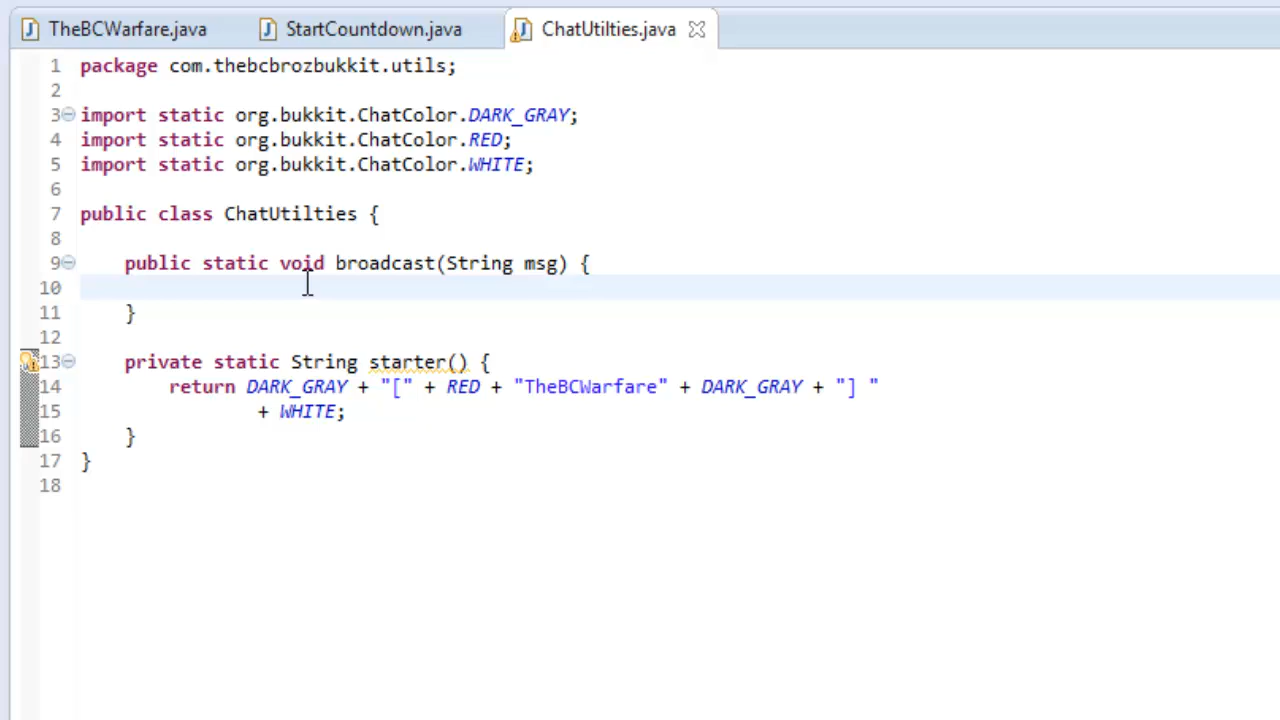 TheBCWarfare.java StartCountdown.java ChatUtilties.java
1 package com.thebcbrozbukkit.utils;
2
3 import static org.bukkit.ChatColor.DARK_GRAY;
4 import static org.bukkit.ChatColor.RED;
5 import static org.bukkit.ChatColor.WHITE;
6
7 public class ChatUtilties {
8
9 public static void broadcast(String msg) {
10
11 }
12
13 private static String starter() {
14 return DARK_GRAY + "[" + RED + "TheBCWarfare" + DARK_GRAY + "] "
15 + WHITE;
16 }
17 }
18